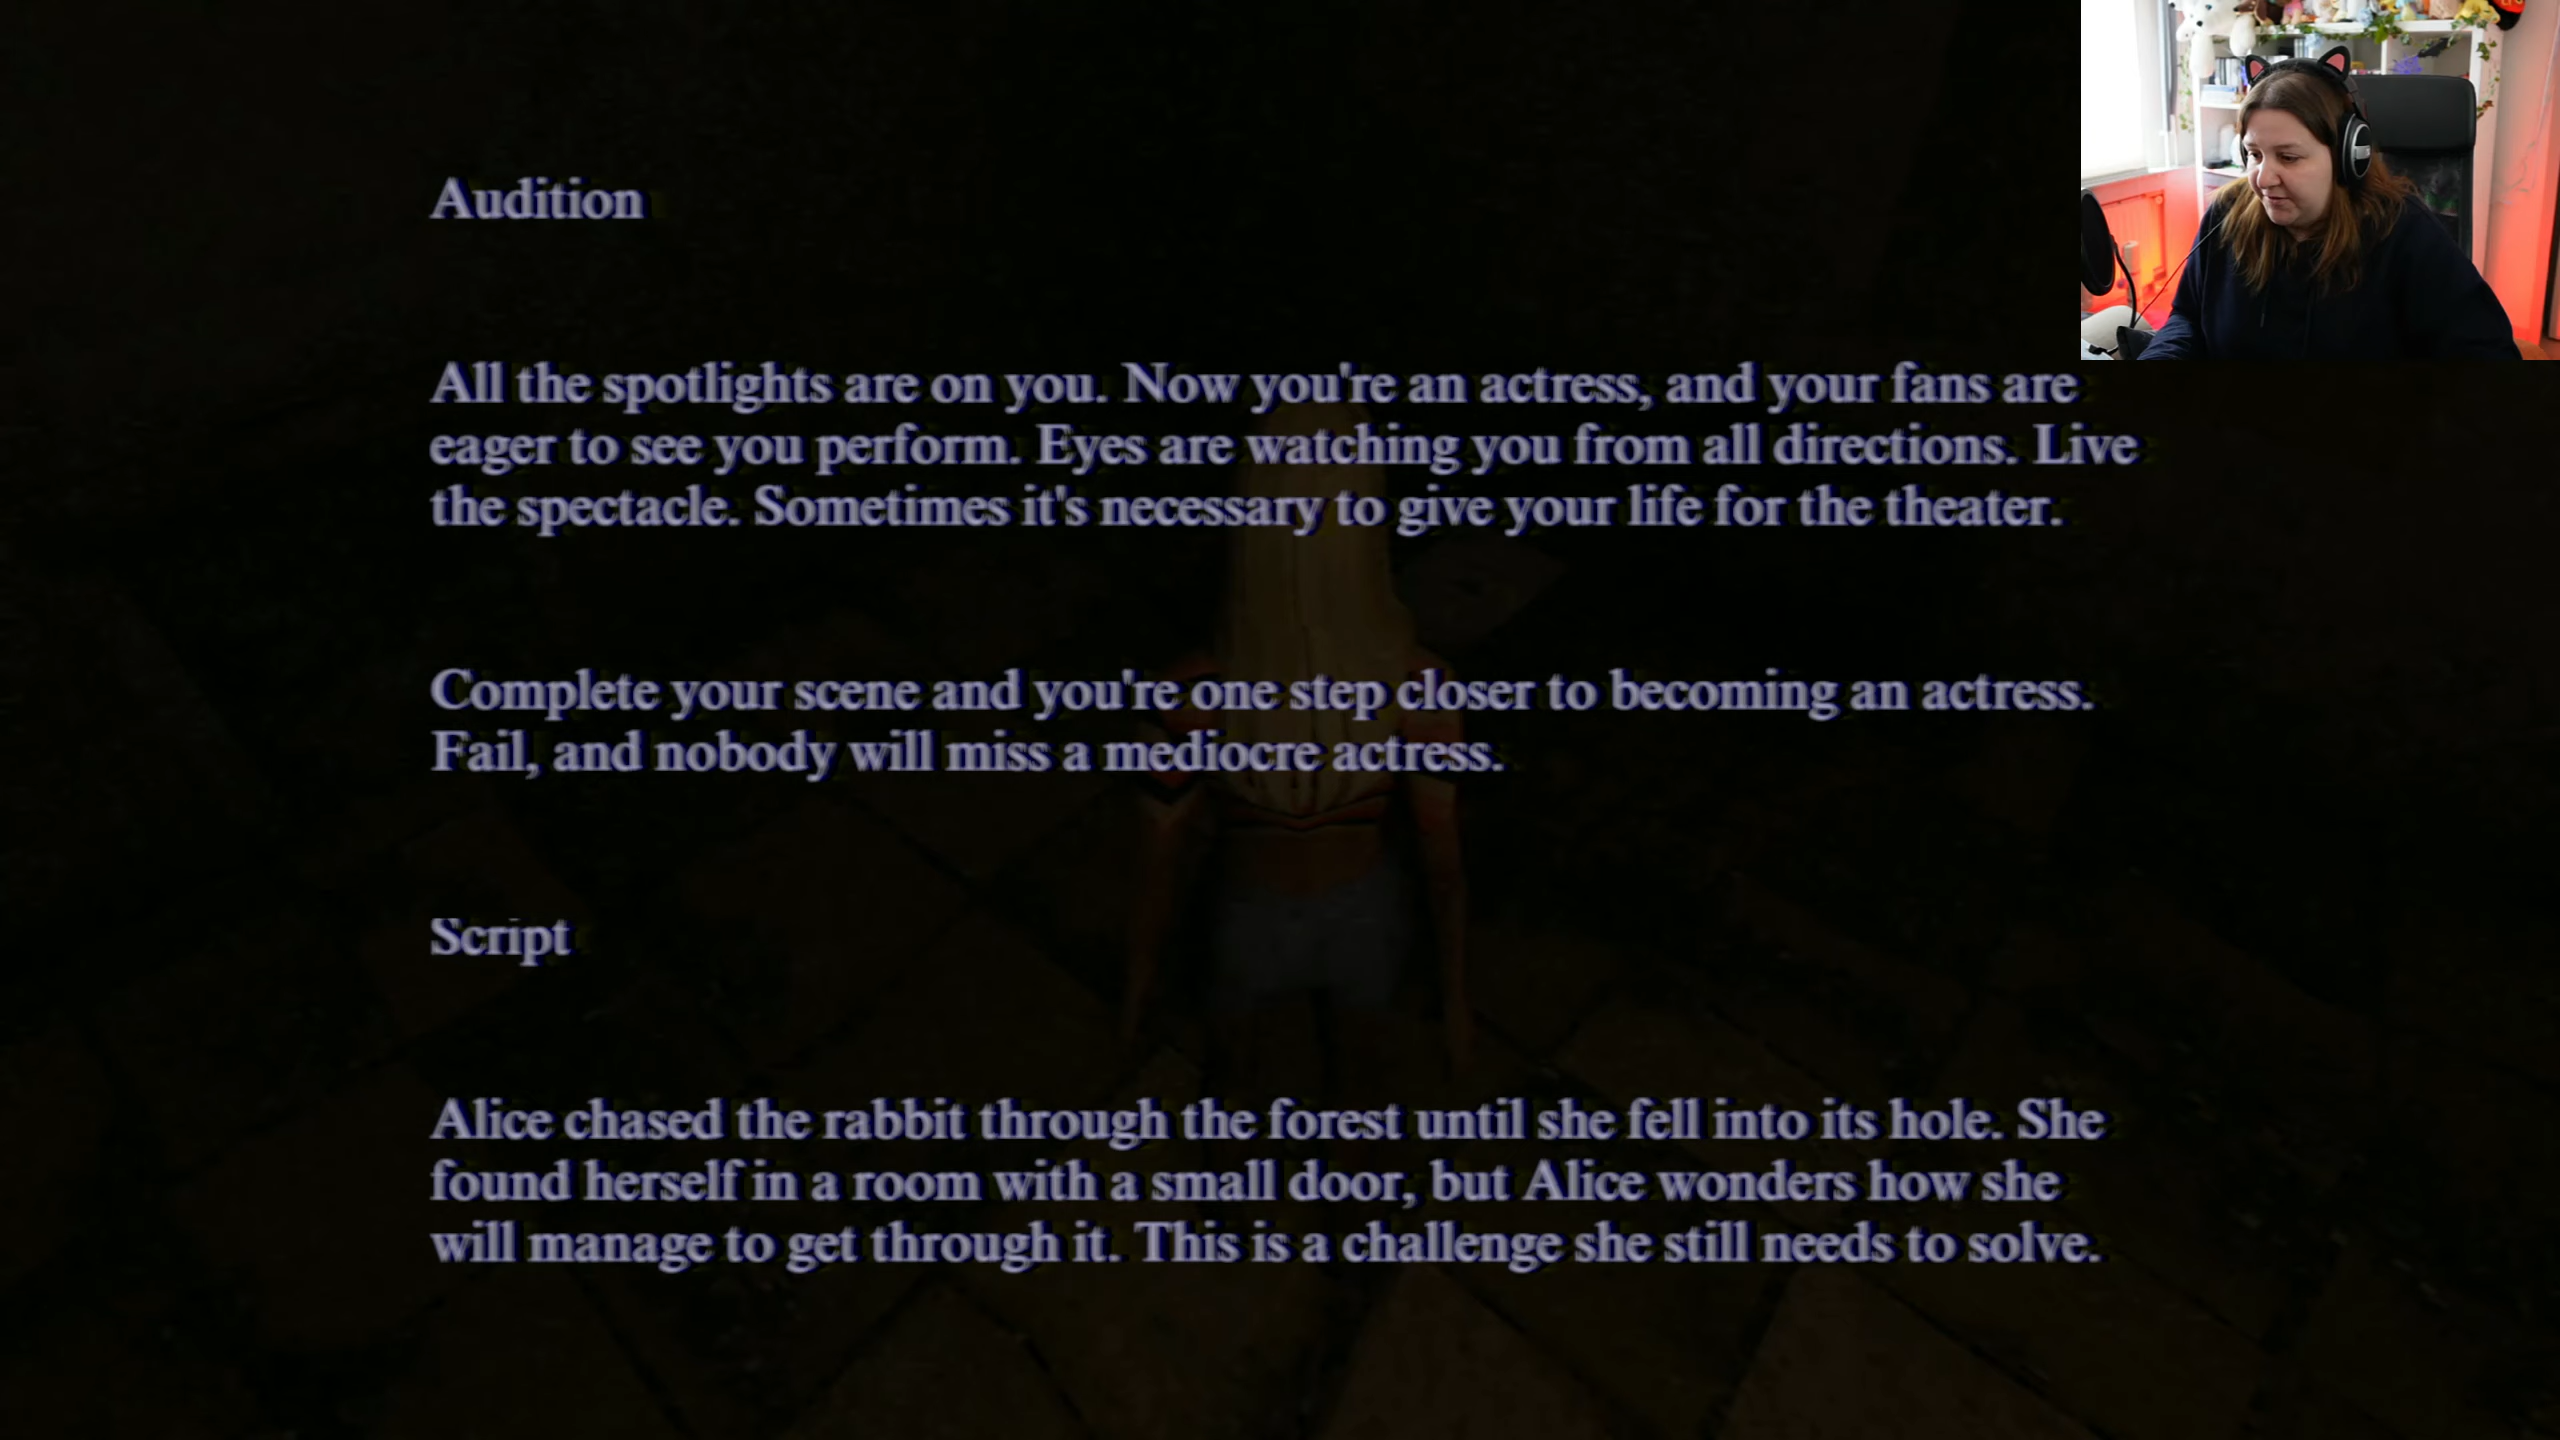 Audition
All the spotlights are on you. Now you're an actress, and your fans are
eager to see you perform. Eyes are watching you from all directions. Live
the spectacle. Sometimes it's necessary to give your life for the theater.
Complete your scene and you're one step closer to becoming an actress.
Fail, and nobody will miss a mediocre actress.
Script
Alice chased the rabbit through the forest until she fell into its hole. She
found herself in a room with a small door, but Alice wonders how she
will manage to get through it. This is a challenge she still needs to solve.